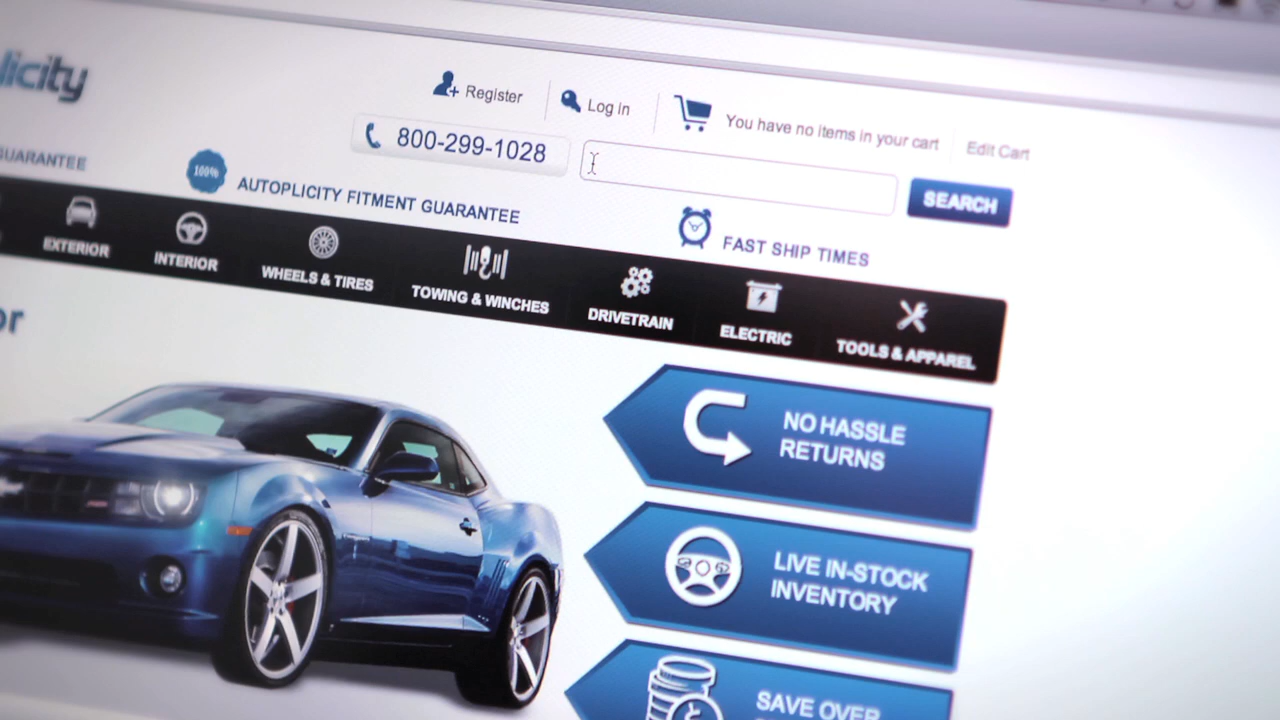 licity
Register
Log in
You have no items in your cart
Edit Cart
800-299-1028
SEARCH
GUARANTEE
100%
AUTOPLICITY FITMENT GUARANTEE
FAST SHIP TIMES
EXTERIOR
INTERIOR
WHEELS & TIRES
TOWING & WINCHES
DRIVETRAIN
ELECTRIC
TOOLS & APPAREL
or
NO HASSLE
RETURNS
LIVE IN-STOCK
INVENTORY
SAVE OVER